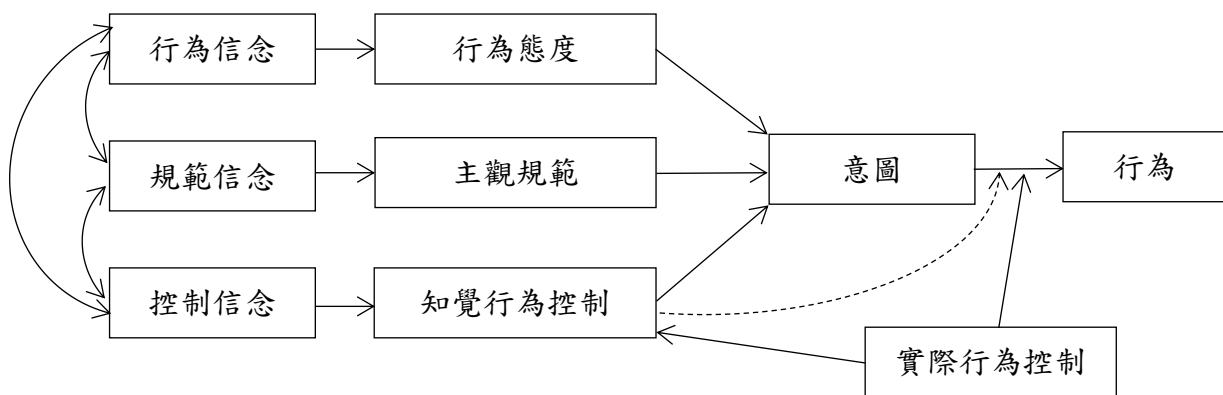 行為信念
行為態度
規範信念
主觀規範
意圖
行為
控制信念
知覺行為控制
實際行為控制